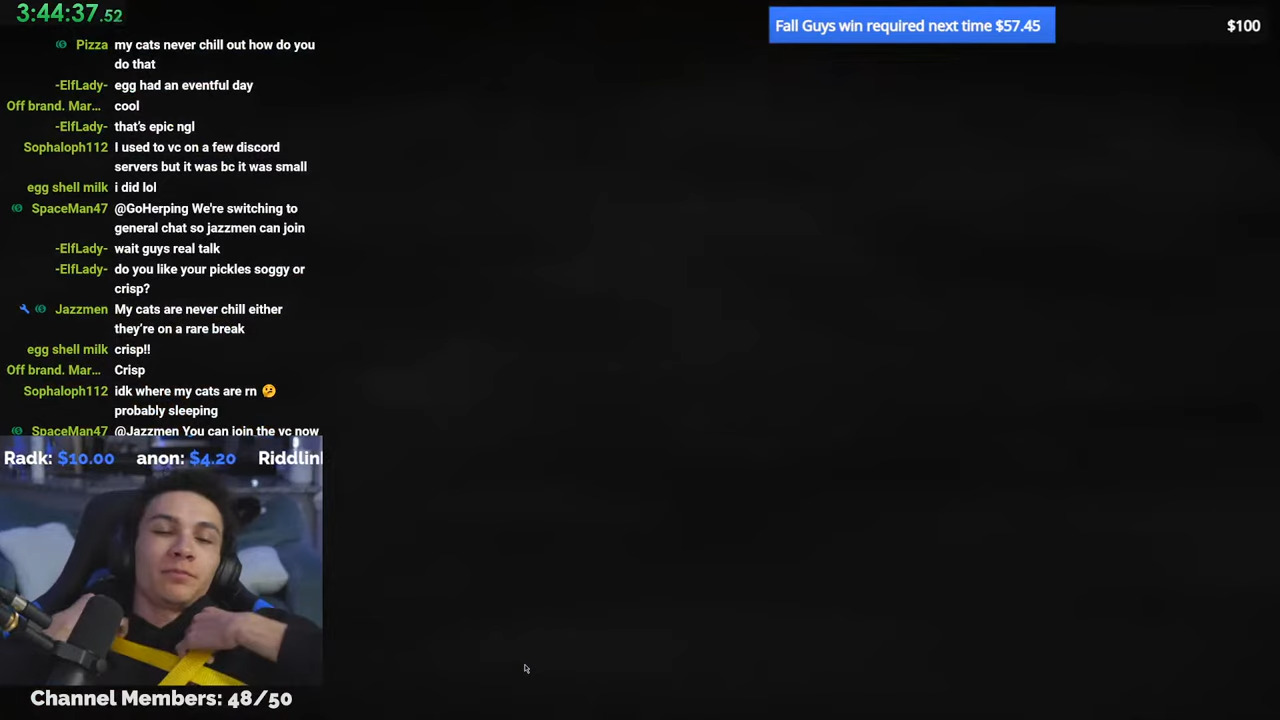 3:44:37.52
Fall Guys win required next time $57.45
$100
Pizza my cats never chill out how do you
do that
-ElfLady- egg had an eventful day
Off brand. Mar... cool
-ElfLady- that's epic ngl
Sophaloph112 I used to vc on a few discord
servers but it was bc it was small
egg shell milk i did lol
SpaceMan47 @GoHerping We're switching to
general chat so jazzmen can join
-ElfLady- wait guys real talk
-ElfLady- do you like your pickles soggy or
crisp?
Jazzmen My cats are never chill either
they're on a rare break
egg shell milk crisp!!
Off brand. Mar... Crisp
Sophaloph112 idk where my cats are rn 🤔
probably sleeping
SpaceMan47 @Jazzmen You can join the vc now
Radk: $10.00 anon: $4.20 Riddlin
Channel Members: 48/50